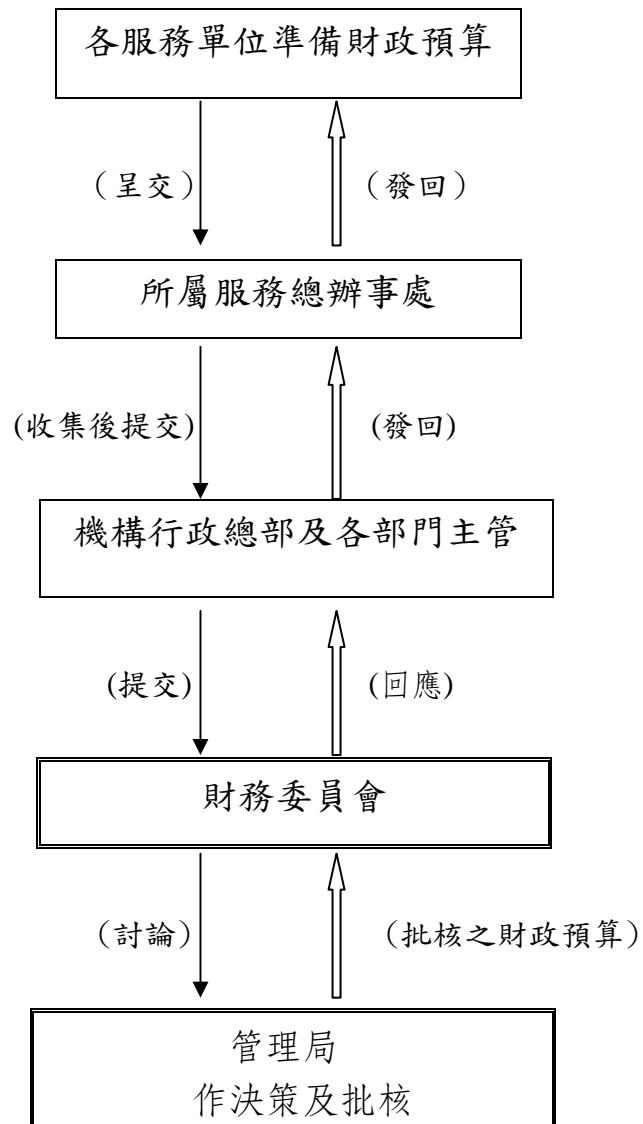 各服務單位準備財政預算
（呈交）
（發回）
所屬服務總辦事處
(收集後提交)
(發回)
機構行政總部及各部門主管
(提交)
(回應)
財務委員會
（討論）
（批核之財政預算）
管理局
作決策及批核